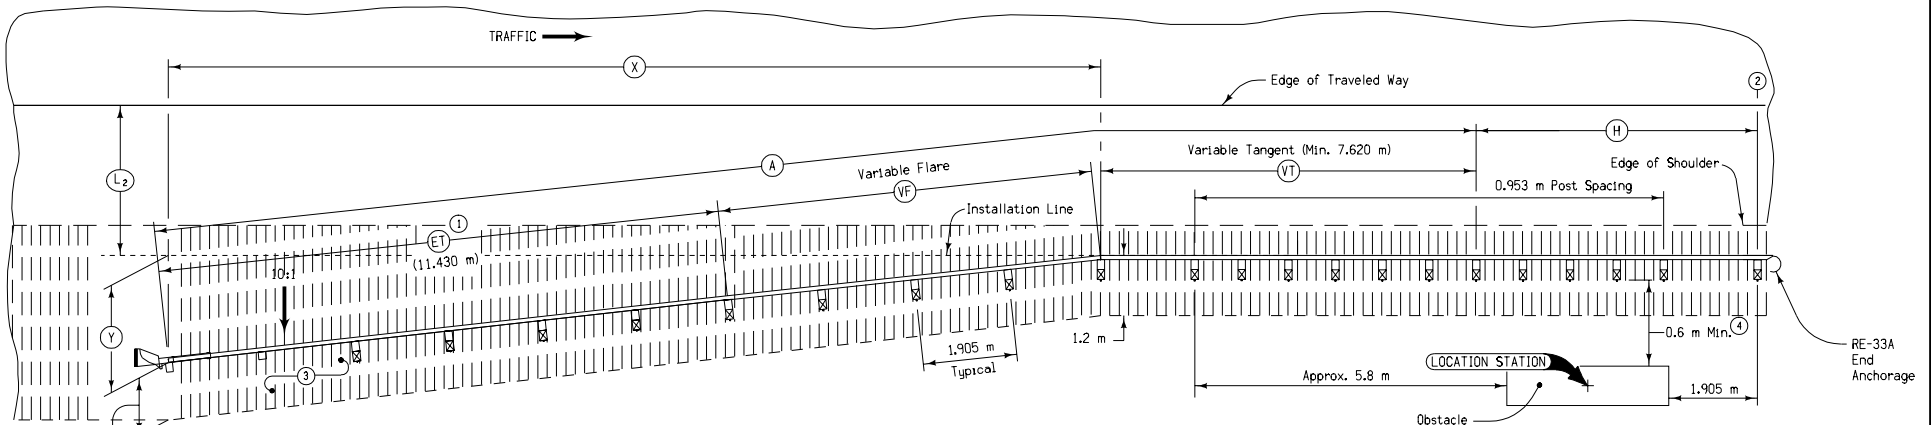 TRAFFIC
X
Edge of Traveled Way
2
H
A
Variable Tangent (Min. 7.620 m)
Edge of Shoulder
Variable Flare
VT
L2
VF
0.953 m Post Spacing
1
Installation Line
ET
(11.430 m)
10:1
Y
1.2 m
0.6 m Min.
4
1.905 m
Typical
RE-33A
End
Anchorage
LOCATION STATION
3
Approx. 5.8 m
1.905 m
Obstacle